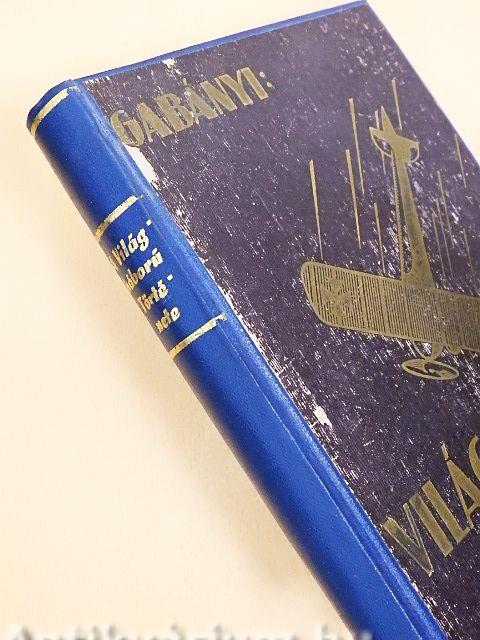 GABÁNYI:
Világ-
háború
Törté-
nete
VILÁG